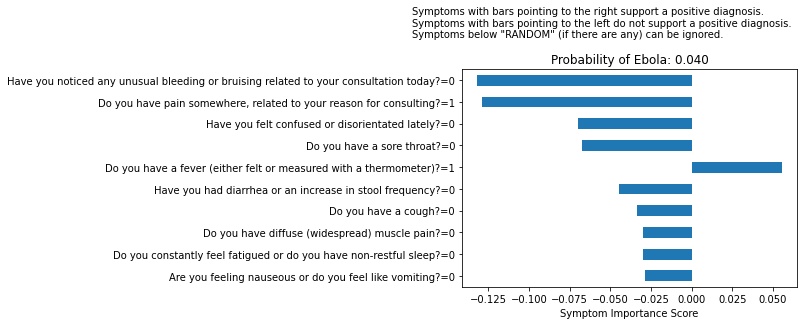 Symptoms with bars pointing to the right support a positive diagnosis.
Symptoms with bars pointing to the left do not support a positive diagnosis.
Symptoms below "RANDOM" (if there are any) can be ignored.
Probability of Ebola: 0.040
Have you noticed any unusual bleeding or bruising related to your consultation today?=0
Do you have pain somewhere, related to your reason for consulting?=1
Have you felt confused or disorientated lately?=0
Do you have a sore throat?=0
Do you have a fever (either felt or measured with a thermometer)?=1
Have you had diarrhea or an increase in stool frequency?=0
Do you have a cough?=0
Do you have diffuse (widespread) muscle pain?=0
Do you constantly feel fatigued or do you have non-restful sleep?=0
Are you feeling nauseous or do you feel like vomiting?=0
−0.125 −0.100 −0.075 −0.050 −0.025 0.000 0.025 0.050
Symptom Importance Score